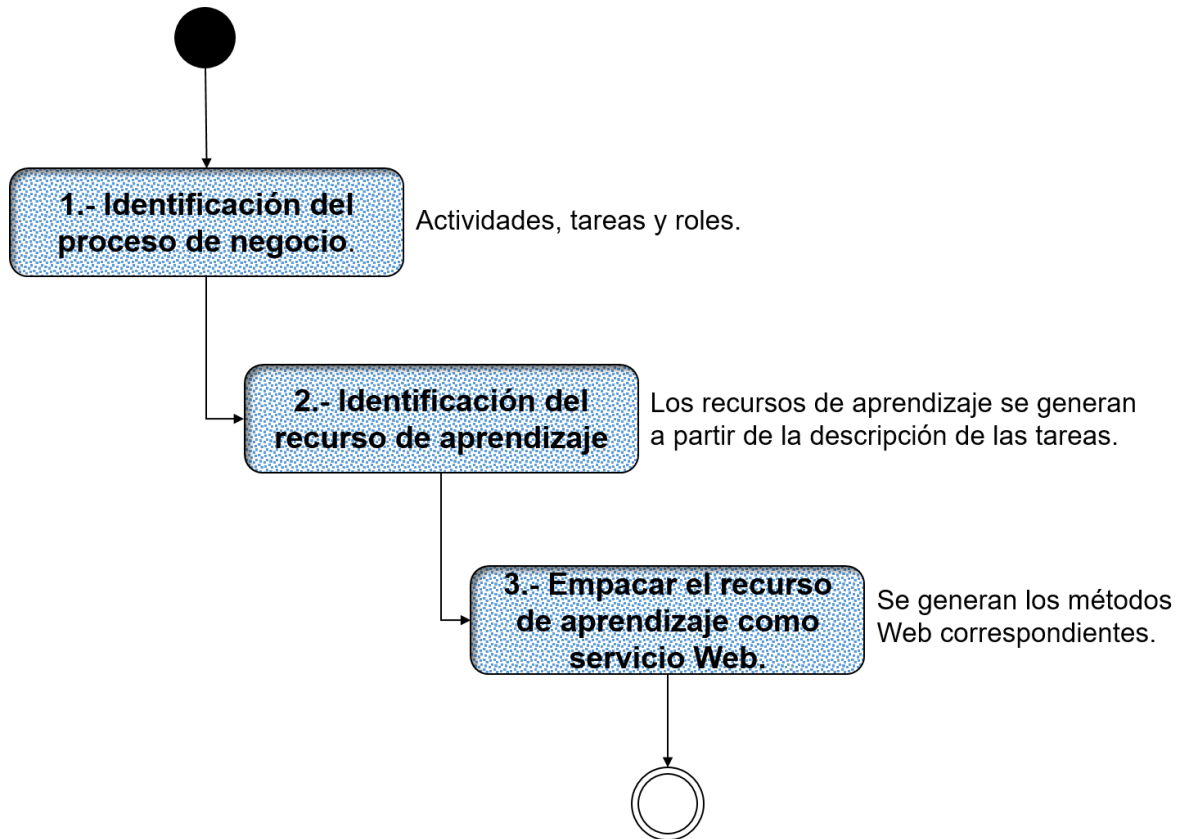 1.- Identificación del
proceso de negocio.
Actividades, tareas y roles.
2.- Identificación del
recurso de aprendizaje
Los recursos de aprendizaje se generan
a partir de la descripción de las tareas.
3.- Empacar el recurso
de aprendizaje como
servicio Web.
Se generan los métodos
Web correspondientes.